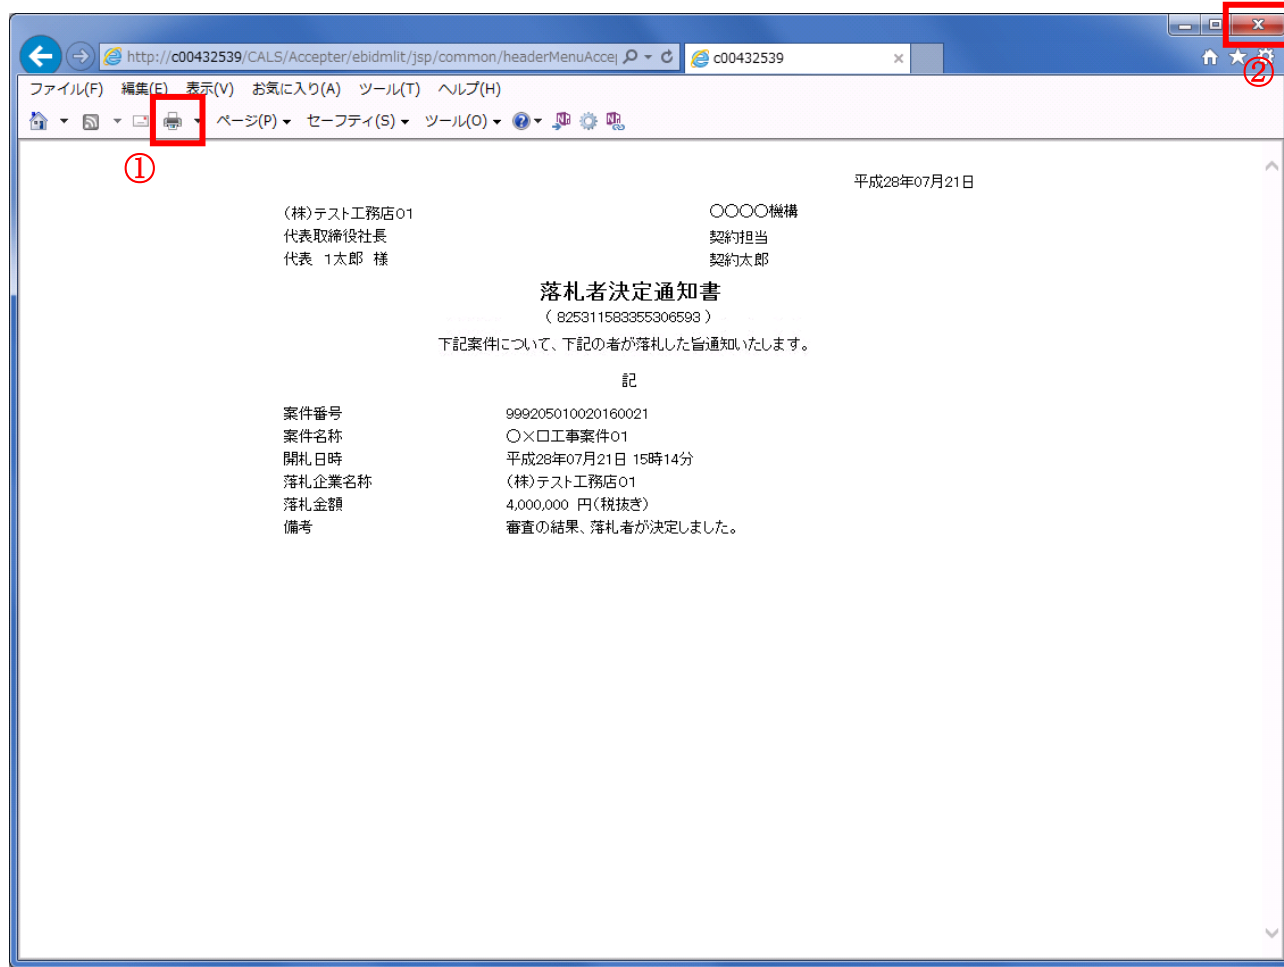 http://c00432539/CALS/Accepter/ebidmlit/jsp/common/headerMenuAccep
c00432539
②
ファイル(F) 編集(E) 表示(V) お気に入り(A) ツール(T) ヘルプ(H)
ページ(P) セーフティ(S) ツール(O)
①
平成28年07月21日
(株)テスト工務店01
〇〇〇〇機構
代表取締役社長
契約担当
代表 1太郎 様
契約太郎
落札者決定通知書
( 825311583355306593 )
下記案件について、下記の者が落札した旨通知いたします。
記
案件番号 999205010020160021
案件名称 〇×口工事案件01
開札日時 平成28年07月21日 15時14分
落札企業名称 (株)テスト工務店01
落札金額 4,000,000 円(税抜き)
備考 審査の結果、落札者が決定しました。